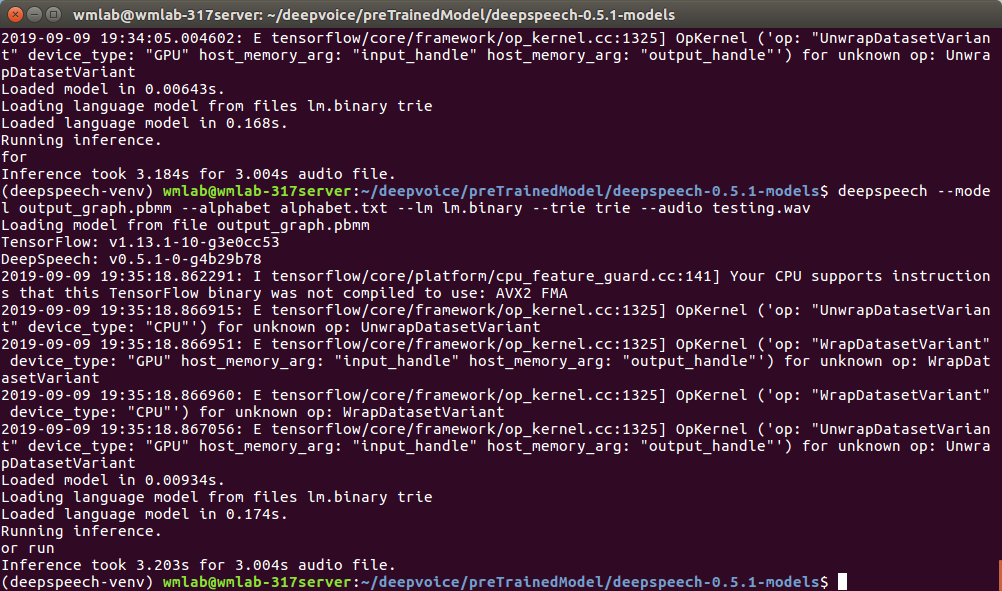 wmlab@wmlab-317server: ~/deepvoice/preTrainedModel/deepspeech-0.5.1-models
2019-09-09 19:34:05.004602: E tensorflow/core/framework/op_kernel.cc:1325] OpKernel ('op: "UnwrapDatasetVarian
t" device_type: "GPU" host_memory_arg: "input_handle" host_memory_arg: "output_handle"') for unknown op: Unwra
pDatasetVariant
Loaded model in 0.00643s.
Loading language model from files lm.binary trie
Loaded language model in 0.168s.
Running inference.
for
Inference took 3.184s for 3.004s audio file.
(deepspeech-venv) wmlab@wmlab-317server:~/deepvoice/preTrainedModel/deepspeech-0.5.1-models$ deepspeech --mode
l output_graph.pbmm --alphabet alphabet.txt --lm lm.binary --trie trie --audio testing.wav
Loading model from file output_graph.pbmm
TensorFlow: v1.13.1-10-g3e0cc53
DeepSpeech: v0.5.1-0-g4b29b78
2019-09-09 19:35:18.862291: I tensorflow/core/platform/cpu_feature_guard.cc:141] Your CPU supports instruction
s that this TensorFlow binary was not compiled to use: AVX2 FMA
2019-09-09 19:35:18.866915: E tensorflow/core/framework/op_kernel.cc:1325] OpKernel ('op: "UnwrapDatasetVarian
t" device_type: "CPU"') for unknown op: UnwrapDatasetVariant
2019-09-09 19:35:18.866951: E tensorflow/core/framework/op_kernel.cc:1325] OpKernel ('op: "WrapDatasetVariant"
 device_type: "GPU" host_memory_arg: "input_handle" host_memory_arg: "output_handle"') for unknown op: WrapDat
asetVariant
2019-09-09 19:35:18.866960: E tensorflow/core/framework/op_kernel.cc:1325] OpKernel ('op: "WrapDatasetVariant"
 device_type: "CPU"') for unknown op: WrapDatasetVariant
2019-09-09 19:35:18.867056: E tensorflow/core/framework/op_kernel.cc:1325] OpKernel ('op: "UnwrapDatasetVarian
t" device_type: "GPU" host_memory_arg: "input_handle" host_memory_arg: "output_handle"') for unknown op: Unwra
pDatasetVariant
Loaded model in 0.00934s.
Loading language model from files lm.binary trie
Loaded language model in 0.174s.
Running inference.
or run
Inference took 3.203s for 3.004s audio file.
(deepspeech-venv) wmlab@wmlab-317server:~/deepvoice/preTrainedModel/deepspeech-0.5.1-models$